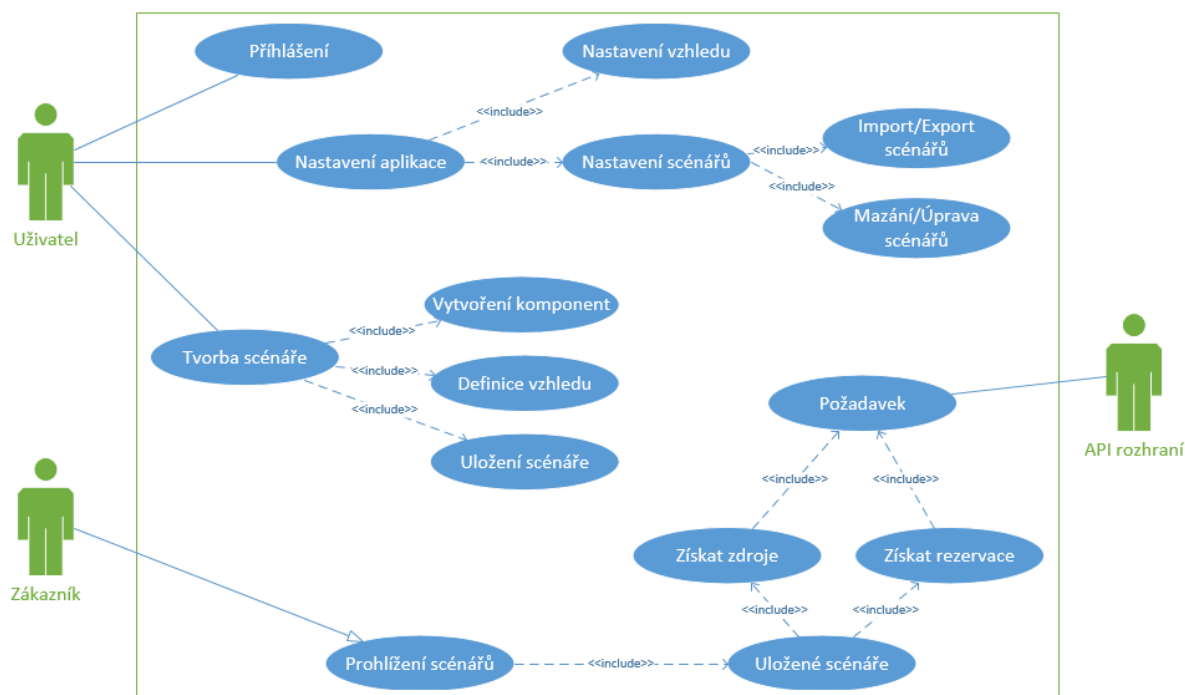 Příhlášení
Nastavení vzhledu
<<include>>
Import/Export
scénářů
Nastavení aplikace
<<include>>
Nastavení scénářů
<<include>>
<<include>>
Mazání/Úprava
scénářů
Uživatel
Vytvoření komponent
<<include>>
Tvorba scénáře
<<include>>
Definice vzhledu
<<include>>
Uložení scénáře
Požadavek
API rozhraní
<<include>>
<<include>>
Získat zdroje
Získat rezervace
Zákazník
<<include>>
<<include>>
Prohlížení scénářů
<<include>>
Uložené scénáře